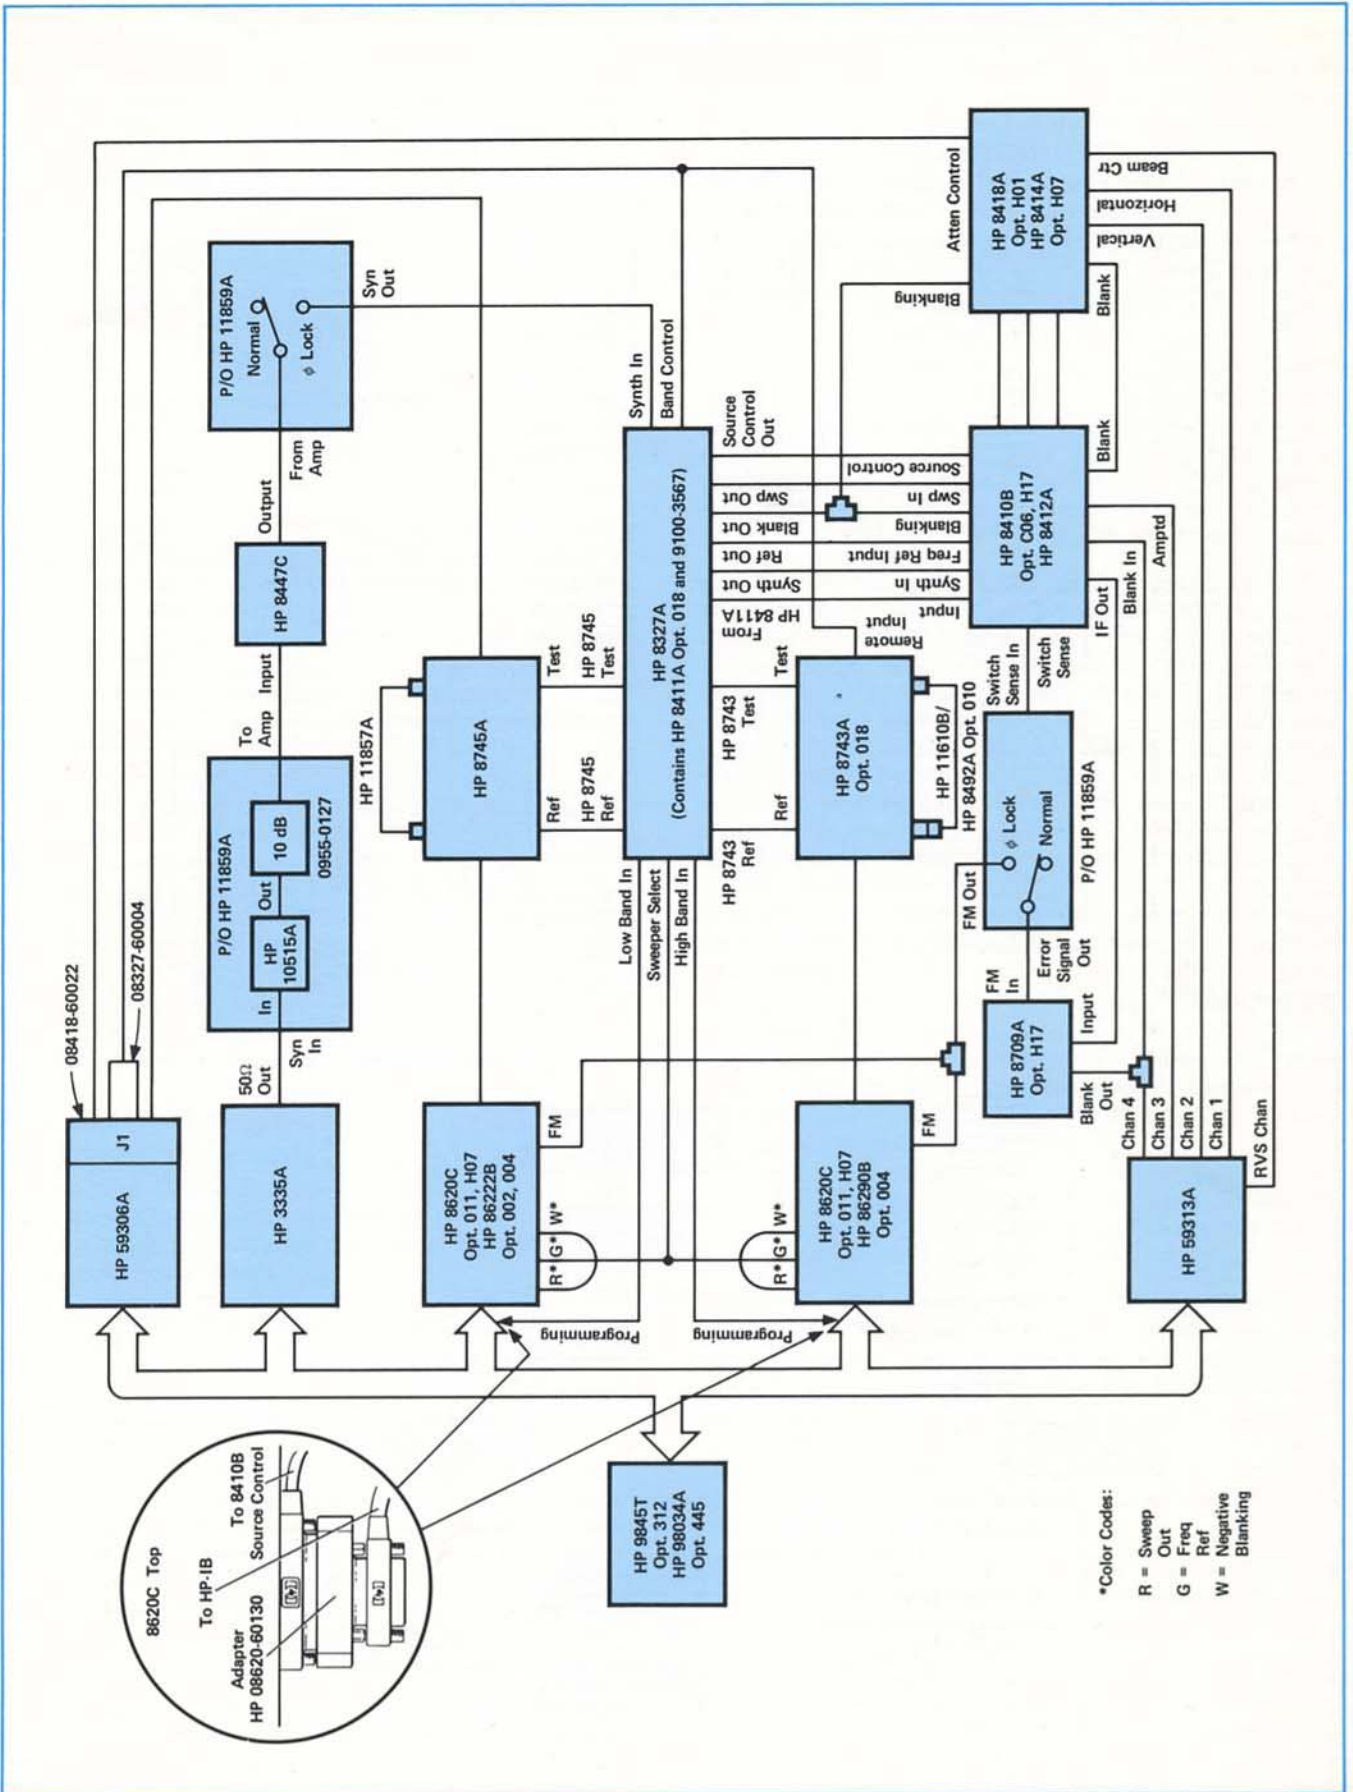 08418-60022
08327-60004
HP 59306A
J1
HP 3335A
50Ω
Out
Syn
In
P/O HP 11859A
In
HP
10515A
Out
10 dB
0955-0127
To
Amp
Input
HP 8447C
Output
From
Amp
P/O HP 11859A
Normal
ϕ Lock
Syn
Out
HP 8620C
Opt. 011, H07
HP 86222B
Opt. 002, 004
R* G* W*
FM
HP 11857A
HP 8745A
Ref
Test
HP 8745
Ref
HP 8745
Test
Low Band In
Sweeper Select
High Band In
HP 8327A
(Contains HP 8411A Opt. 018 and 9100-3567)
Synth In
Band Control
HP 8743
Ref
HP 8743
Test
From
HP 8411A
Synth Out
Ref Out
Blank Out
Swp Out
Source
Control
Out
Programming
Programming
R* G* W*
HP 8620C
Opt. 011, H07
HP 86290B
Opt. 004
FM
Ref
Test
HP 8743A
Opt. 018
Remote
Input
HP 11610B/
HP 8492A Opt. 010
Input
Synth In
Freq Ref Input
Blanking
Swp In
Source Control
HP 8410B
Opt. C06, H17
HP 8412A
Blanking
Atten Control
HP 8418A
Opt. H01
HP 8414A
Opt. H07
Blank
Blank
Vertical
Horizontal
Beam Ctr
Switch
Sense In
Switch
Sense
IF Out
Blank In
Amptd
FM Out
ϕ Lock
Normal
P/O HP 11859A
FM
In
Error
Signal
Out
HP 8709A
Opt. H17
Input
Blank
Out
Chan 4
Chan 3
Chan 2
Chan 1
RVS Chan
HP 59313A
HP 9845T
Opt. 312
HP 98034A
Opt. 445
8620C Top
To HP-IB
To 8410B
Source Control
Adapter
HP 08620-60130
*Color Codes:
R = Sweep
Out
G = Freq
Ref
W = Negative
Blanking